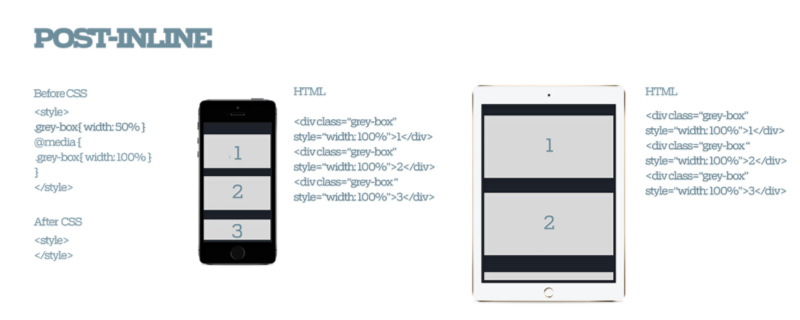 POST-INLINE
Before CSS
<style>
.grey-box{ width: 50% }
@media {
.grey-box{ width: 100% }
}
</style>
After CSS
<style>
</style>
1
2
3
HTML
<div class="grey-box"
style="width:100%">1</div>
<div class="grey-box"
style="width:100%">2</div>
<div class="grey-box "
style="width:100%">3</div>
1
2
HTML
<div class="grey-box"
style="width:100%">1</div>
<div class="grey-box "
style="width:100%">2</div>
<div class="grey-box "
style="width:100%">3</div>